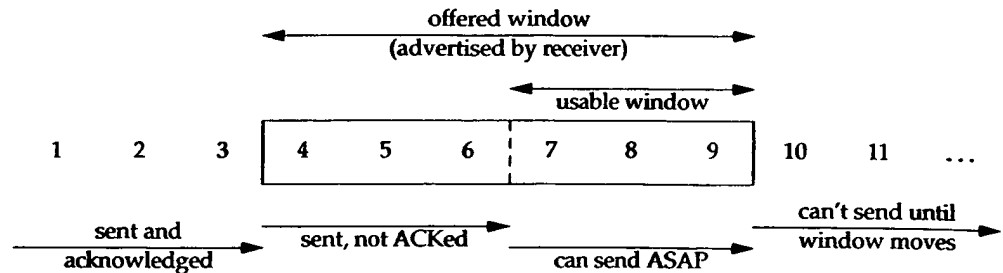 offered window
(advertised by receiver)
usable window
1 2 3 4 5 6 7 8 9 10 11 ...
sent and
acknowledged
sent, not ACKed
can send ASAP
can't send until
window moves